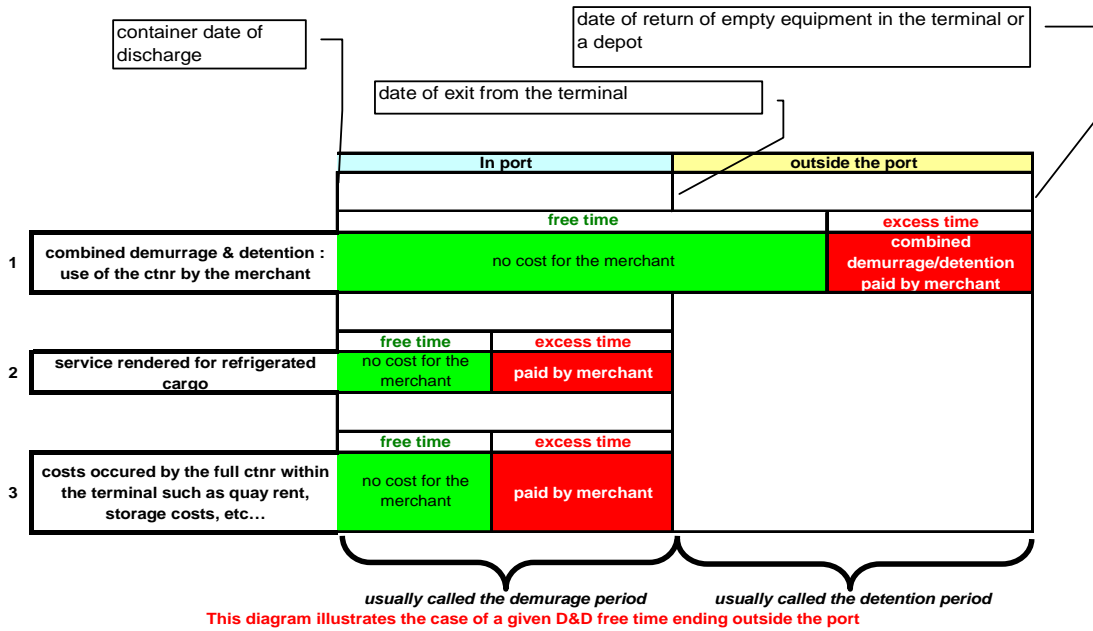 container date of
discharge
date of return of empty equipment in the terminal or
a depot
date of exit from the terminal
In port
outside the port
free time
excess time
1
combined demurrage & detention :
use of the ctnr by the merchant
no cost for the merchant
combined
demurrage/detention
paid by merchant
free time
excess time
2
service rendered for refrigerated
cargo
no cost for the
merchant
paid by merchant
free time
excess time
3
costs occured by the full ctnr within
the terminal such as quay rent,
storage costs, etc…
no cost for the
merchant
paid by merchant
usually called the demurage period
usually called the detention period
This diagram illustrates the case of a given D&D free time ending outside the port